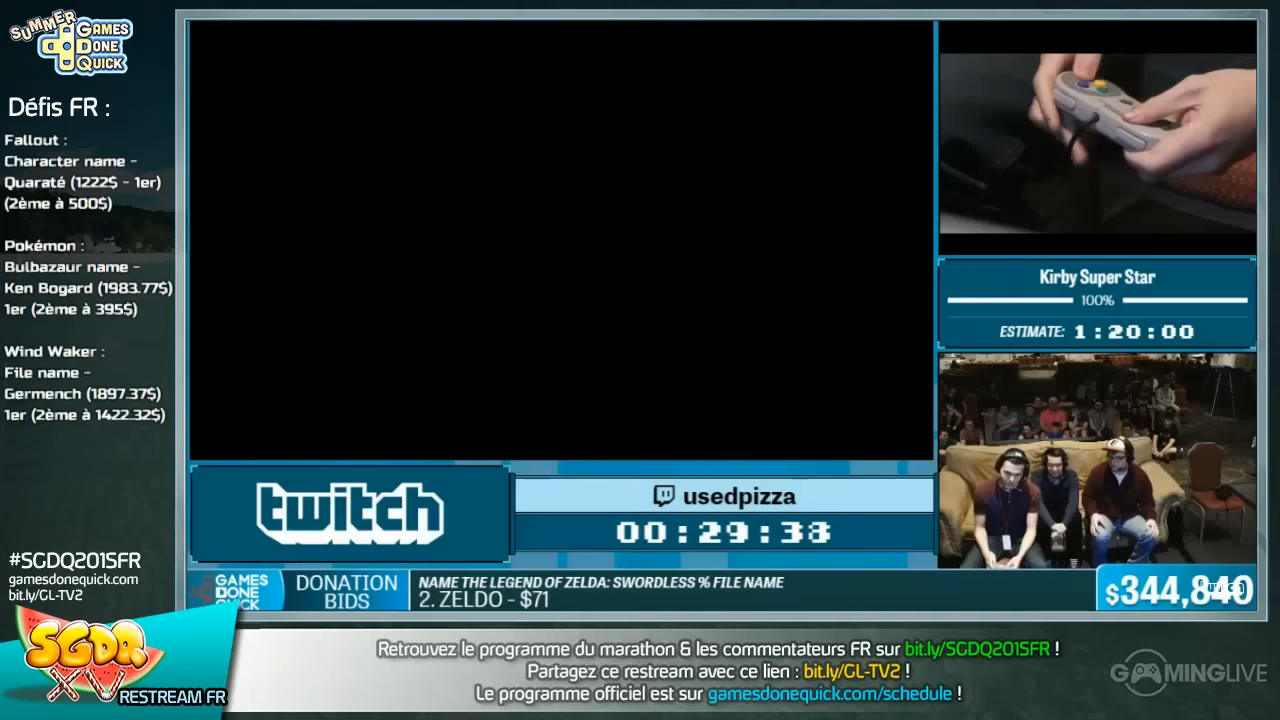 SUMMER
GAMES
DONE
QUICK
Défis FR :
Fallout :
Character name -
Quaraté (1222$ - 1er)
(2ème à 500$)
Pokémon :
Bulbazaur name -
Ken Bogard (1983.77$)
1er (2ème à 395$)
Wind Waker :
File name -
Germench (1897.37$)
1er (2ème à 1422.32$)
#SGDQ2015FR
gamesdonequick.com
bit.ly/GL-TV2
SGDQ
RESTREAM FR
Kirby Super Star
100%
ESTIMATE: 1:20:00
twitch
usedpizza
00:29:38
GAMES
DONE
QUICK
DONATION
BIDS
NAME THE LEGEND OF ZELDA: SWORDLESS % FILE NAME
2. ZELDO - $71
$344,840
Retrouvez le programme du marathon & les commentateurs FR sur bit.ly/SGDQ2015FR !
Partagez ce restream avec ce lien : bit.ly/GL-TV2 !
Le programme officiel est sur gamesdonequick.com/schedule !
GAMINGLIVE